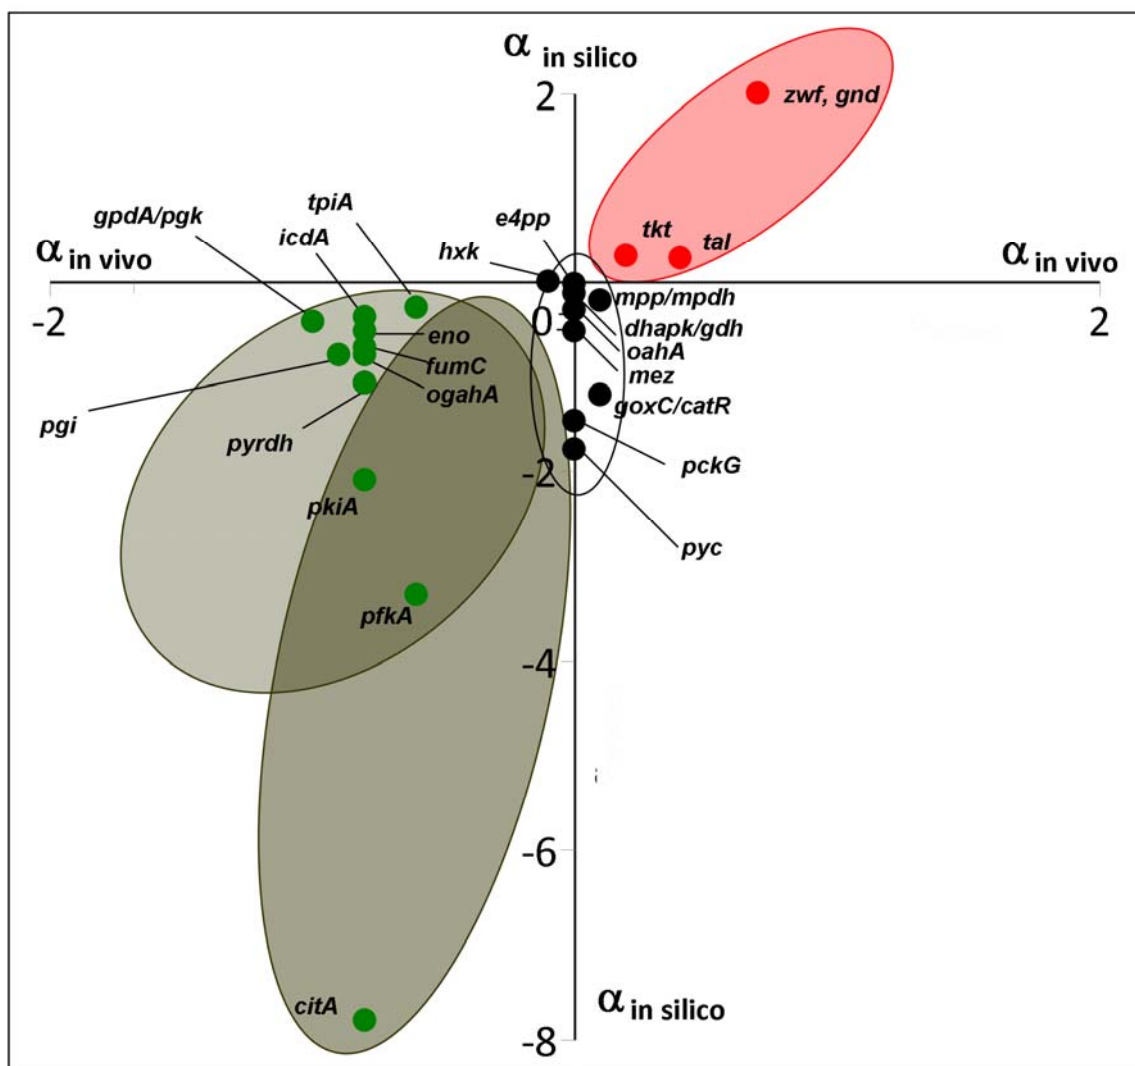 α in silico
2
zwf, gnd
tpiA
gpdA/pgk
e4pp
icdA
tkt
hxk
tal
α in vivo
α in vivo
mpp/mpdh
-2
0
2
dhapk/gdh
eno
oahA
fumC
mez
ogahA
goxC/catR
pgi
pyrdh
pckG
-2
pkiA
pyc
pfkA
-4
-6
citA
α in silico
-8